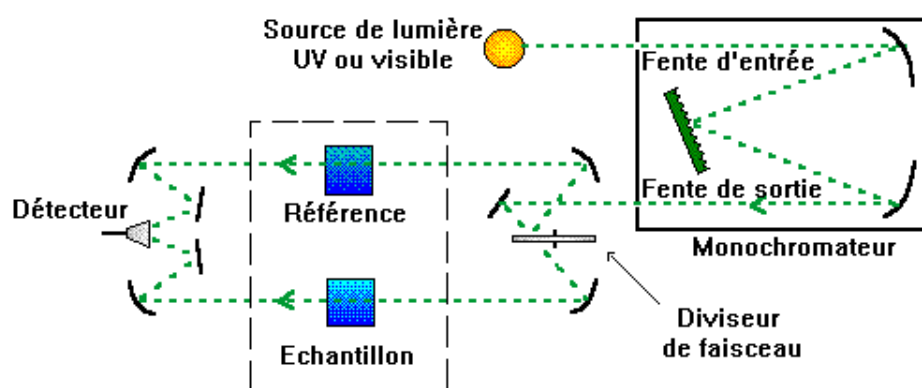 Source de lumière
UV ou visible
Fente d'entrée
Fente de sortie
Monochromateur
Détecteur
Référence
Echantillon
Diviseur
de faisceau